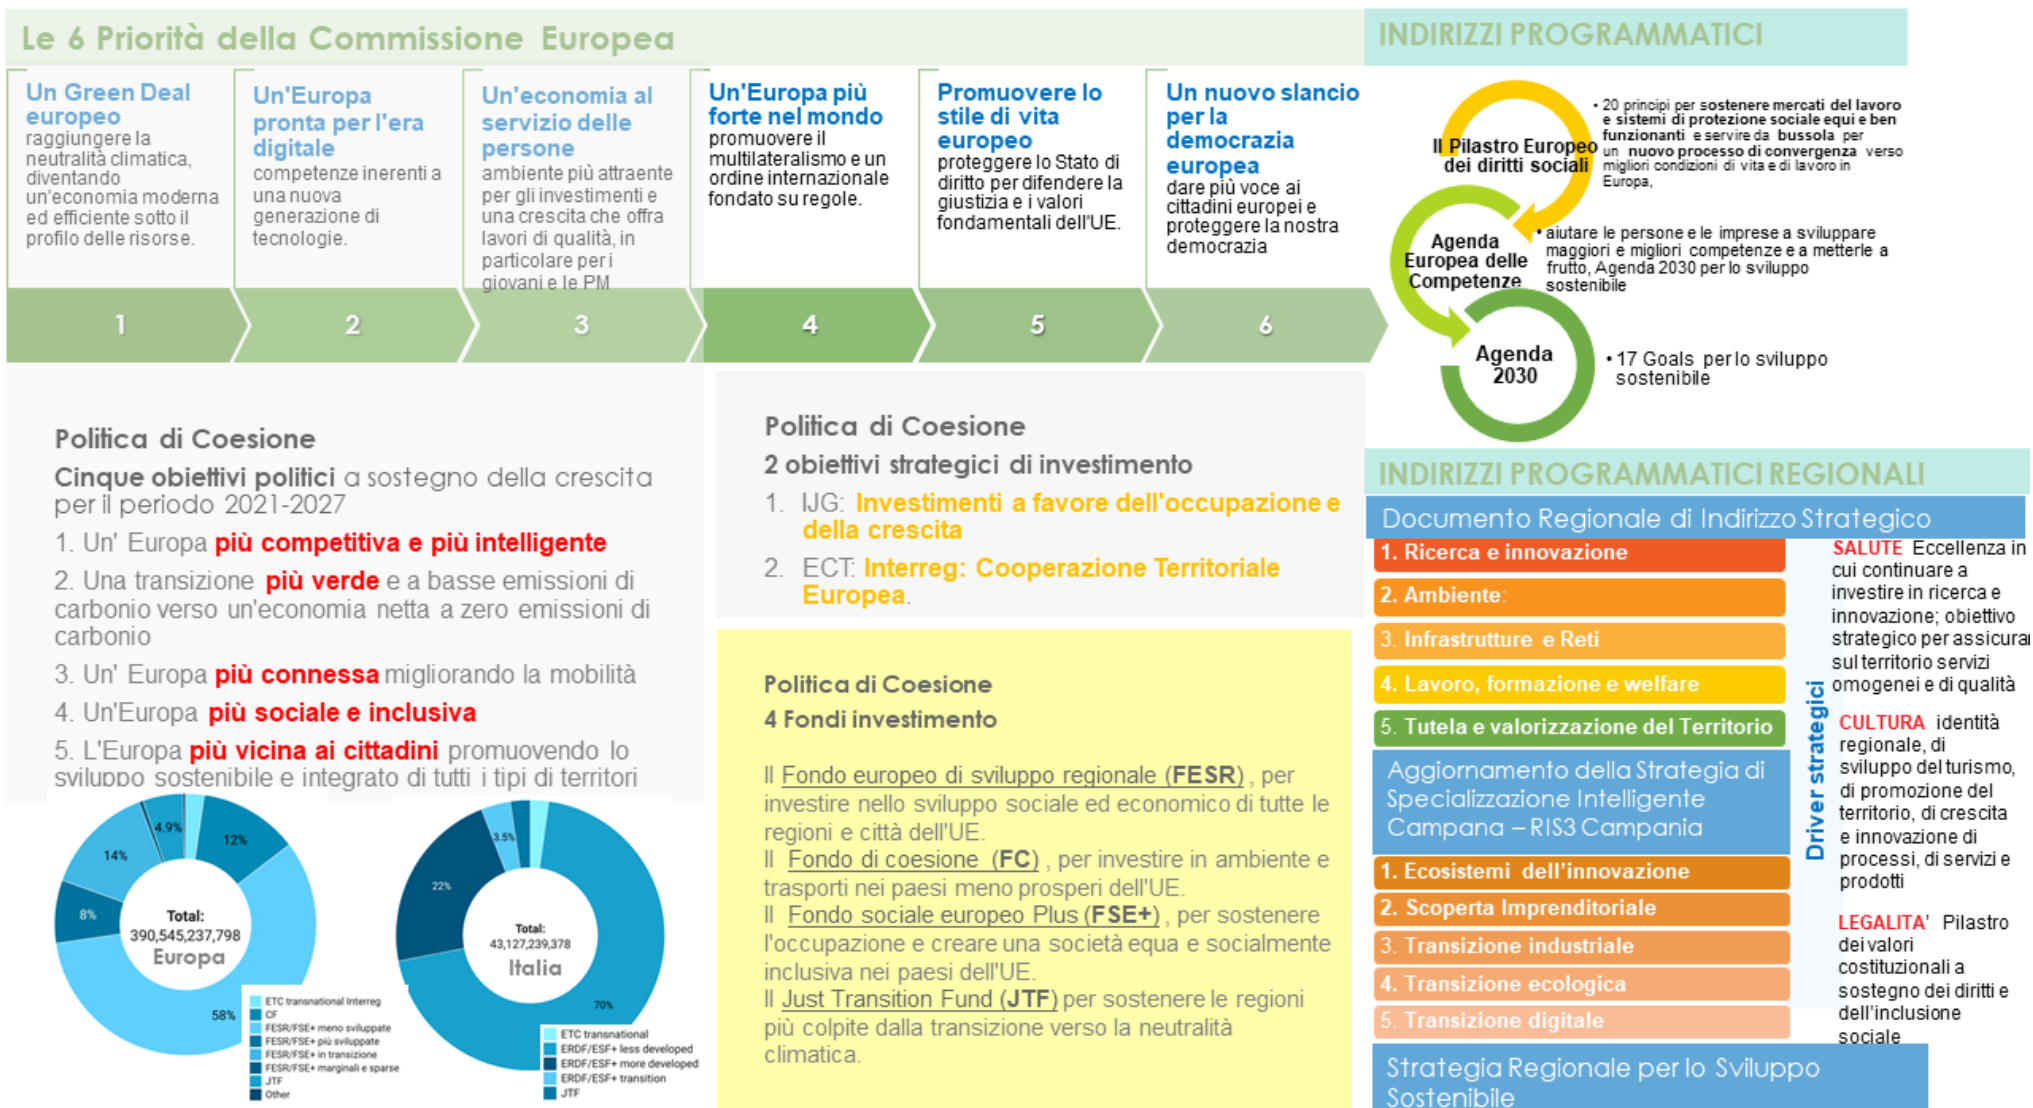 Le 6 Priorità della Commissione Europea
Un Green Deal
europeo
raggiungere la
neutralità climatica,
diventando
un'economia moderna
ed efficiente sotto il
profilo delle risorse.
Un'Europa
pronta per l'era
digitale
competenze inerenti a
una nuova
generazione di
tecnologie.
Un'economia al
servizio delle
persone
ambiente più attraente
per gli investimenti e
una crescita che offra
lavori di qualità, in
particolare per i
giovani e le PM
Un'Europa più
forte nel mondo
promuovere il
multilateralismo e un
ordine internazionale
fondato su regole.
Promuovere lo
stile di vita
europeo
proteggere lo Stato di
diritto per difendere la
giustizia e i valori
fondamentali dell'UE.
Un nuovo slancio
per la
democrazia
europea
dare più voce ai
cittadini europei e
proteggere la nostra
democrazia
1
2
3
4
5
6
Politica di Coesione
Cinque obiettivi politici a sostegno della crescita
per il periodo 2021-2027
1. Un' Europa più competitiva e più intelligente
2. Una transizione più verde e a basse emissioni di
carbonio verso un'economia netta a zero emissioni di
carbonio
3. Un' Europa più connessa migliorando la mobilità
4. Un'Europa più sociale e inclusiva
5. L'Europa più vicina ai cittadini promuovendo lo
sviluppo sostenibile e integrato di tutti i tipi di territori
4.9%
12%
14%
8%
58%
Total:
390,545,237,798
Europa
ETC transnational Interreg
CF
FESR/FSE+ meno sviluppate
FESR/FSE+ più sviluppate
FESR/FSE+ in transizione
FESR/FSE+ marginali e sparse
JTF
Other
3.5%
22%
70%
Total:
43,127,239,378
Italia
ETC transnational
ERDF/ESF+ less developed
ERDF/ESF+ more developed
ERDF/ESF+ transition
JTF
Politica di Coesione
2 obiettivi strategici di investimento
1. IJG: Investimenti a favore dell'occupazione e
della crescita
2. ECT: Interreg: Cooperazione Territoriale
Europea.
Politica di Coesione
4 Fondi investimento
Il Fondo europeo di sviluppo regionale (FESR) , per
investire nello sviluppo sociale ed economico di tutte le
regioni e città dell'UE.
Il Fondo di coesione (FC) , per investire in ambiente e
trasporti nei paesi meno prosperi dell'UE.
Il Fondo sociale europeo Plus (FSE+) , per sostenere
l'occupazione e creare una società equa e socialmente
inclusiva nei paesi dell'UE.
Il Just Transition Fund (JTF) per sostenere le regioni
più colpite dalla transizione verso la neutralità
climatica.
INDIRIZZI PROGRAMMATICI
Il Pilastro Europeo
dei diritti sociali
• 20 principi per sostenere mercati del lavoro
e sistemi di protezione sociale equi e ben
funzionanti e servire da bussola per
un nuovo processo di convergenza verso
migliori condizioni di vita e di lavoro in
Europa,
Agenda
Europea delle
Competenze
• aiutare le persone e le imprese a sviluppare
maggiori e migliori competenze e a metterle a
frutto, Agenda 2030 per lo sviluppo
sostenibile
Agenda
2030
• 17 Goals per lo sviluppo
sostenibile
INDIRIZZI PROGRAMMATICI REGIONALI
Documento Regionale di Indirizzo Strategico
1. Ricerca e innovazione
2. Ambiente:
3. Infrastrutture e Reti
4. Lavoro, formazione e welfare
5. Tutela e valorizzazione del Territorio
Aggiornamento della Strategia di
Specializzazione Intelligente
Campana – RIS3 Campania
1. Ecosistemi dell'innovazione
2. Scoperta Imprenditoriale
3. Transizione industriale
4. Transizione ecologica
5. Transizione digitale
Strategia Regionale per lo Sviluppo
Sostenibile
Driver strategici
SALUTE Eccellenza in
cui continuare a
investire in ricerca e
innovazione; obiettivo
strategico per assicurar
sul territorio servizi
omogenei e di qualità
CULTURA identità
regionale, di
sviluppo del turismo,
di promozione del
territorio, di crescita
e innovazione di
processi, di servizi e
prodotti
LEGALITA' Pilastro
dei valori
costituzionali a
sostegno dei diritti e
dell'inclusione
sociale